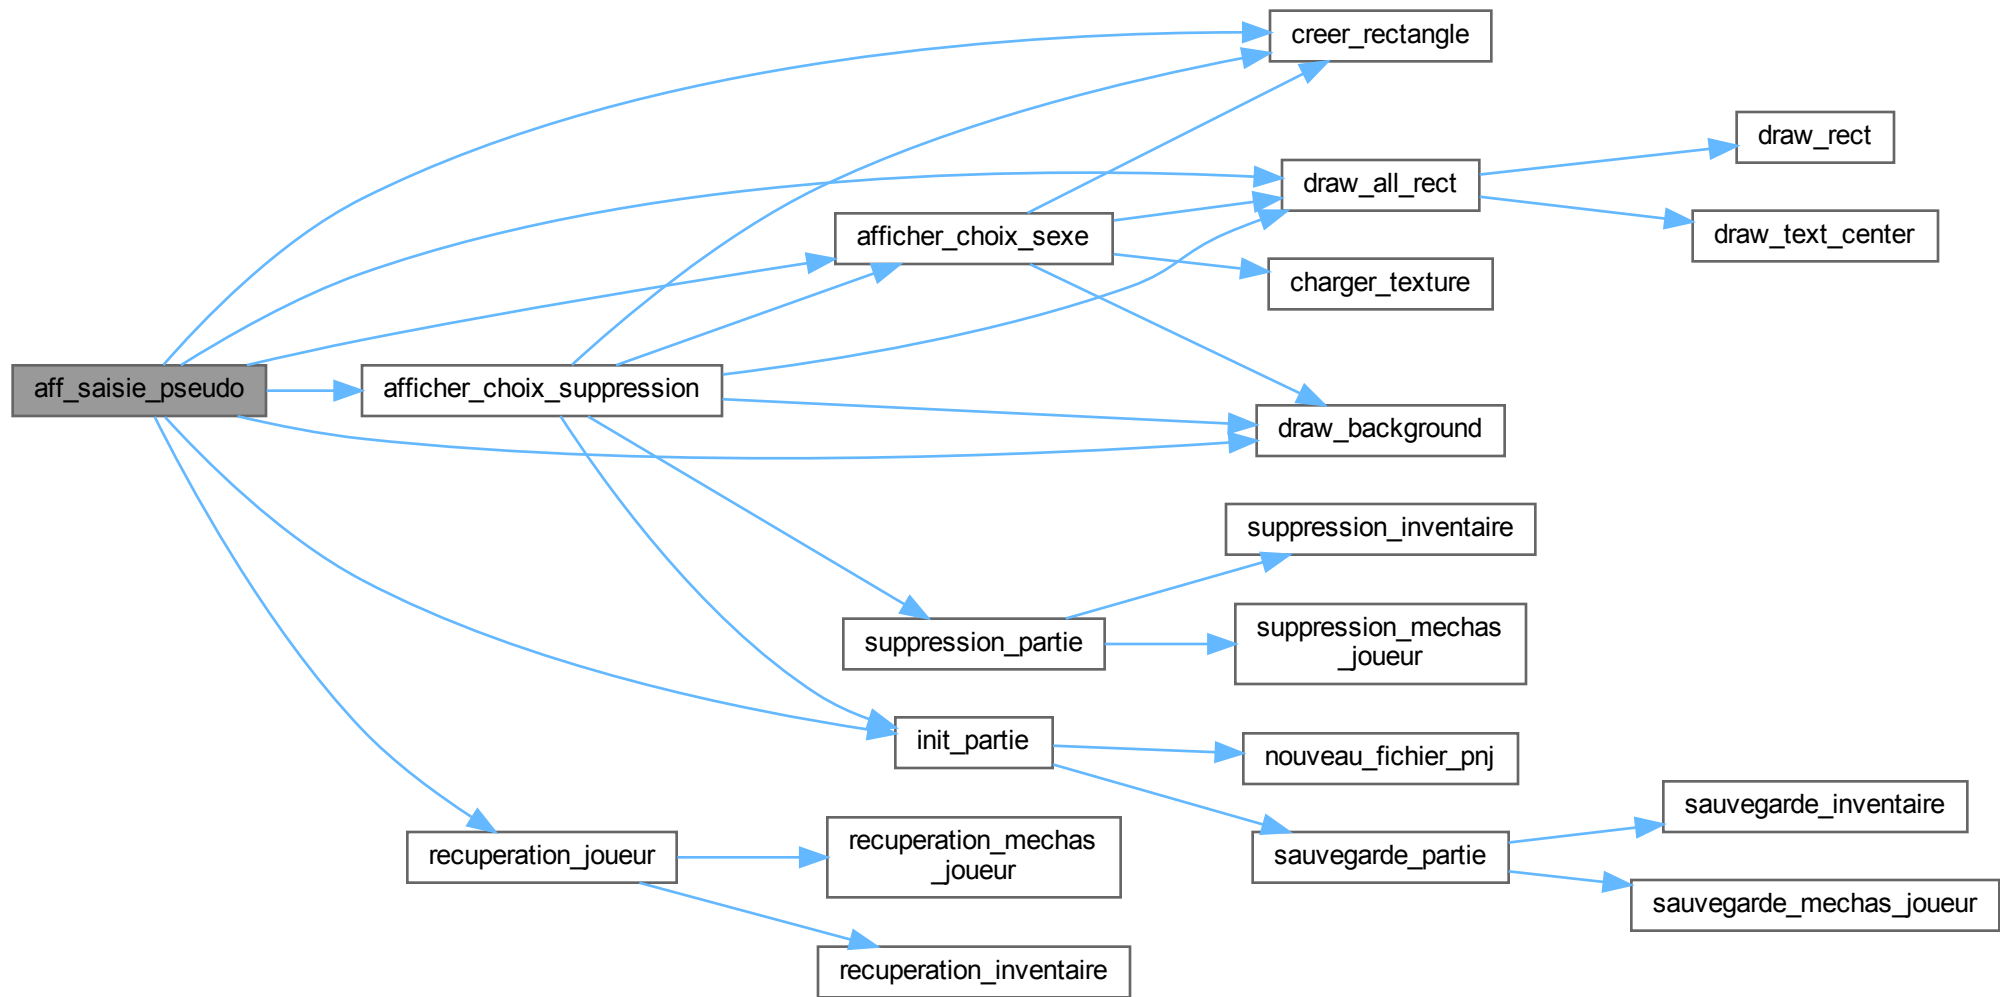 creer_rectangle
draw_rect
draw_all_rect
draw_text_center
afficher_choix_sexe
charger_texture
aff_saisie_pseudo
afficher_choix_suppression
draw_background
suppression_inventaire
suppression_partie
suppression_mechas
_joueur
init_partie
nouveau_fichier_pnj
sauvegarde_inventaire
recuperation_joueur
recuperation_mechas
_joueur
sauvegarde_partie
sauvegarde_mechas_joueur
recuperation_inventaire